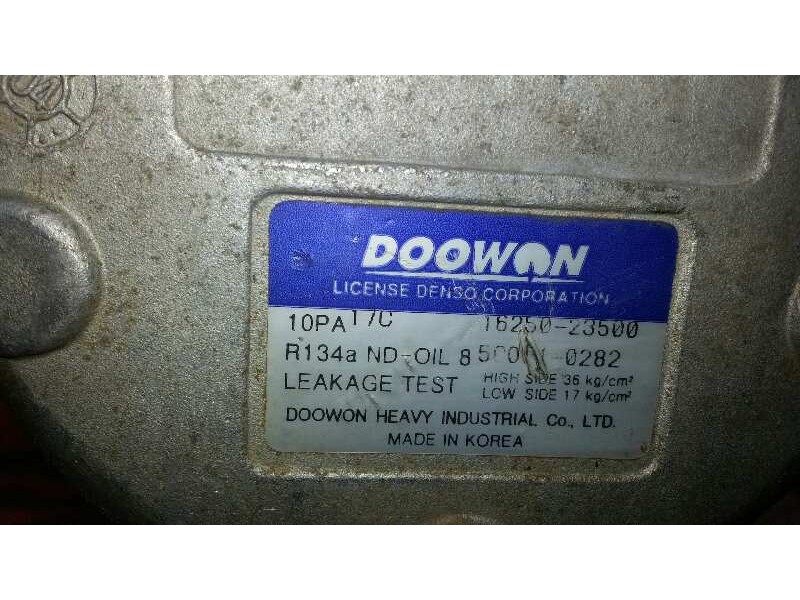 DOOWON
LICENSE DENSO CORPORATION
10PA17C 16250-23500
R134a ND-OIL 8 0282
LEAKAGE TEST HIGH SIDE 36 kg/cm²
LOW SIDE 17 kg/cm²
DOOWON HEAVY INDUSTRIAL Co., LTD.
MADE IN KOREA